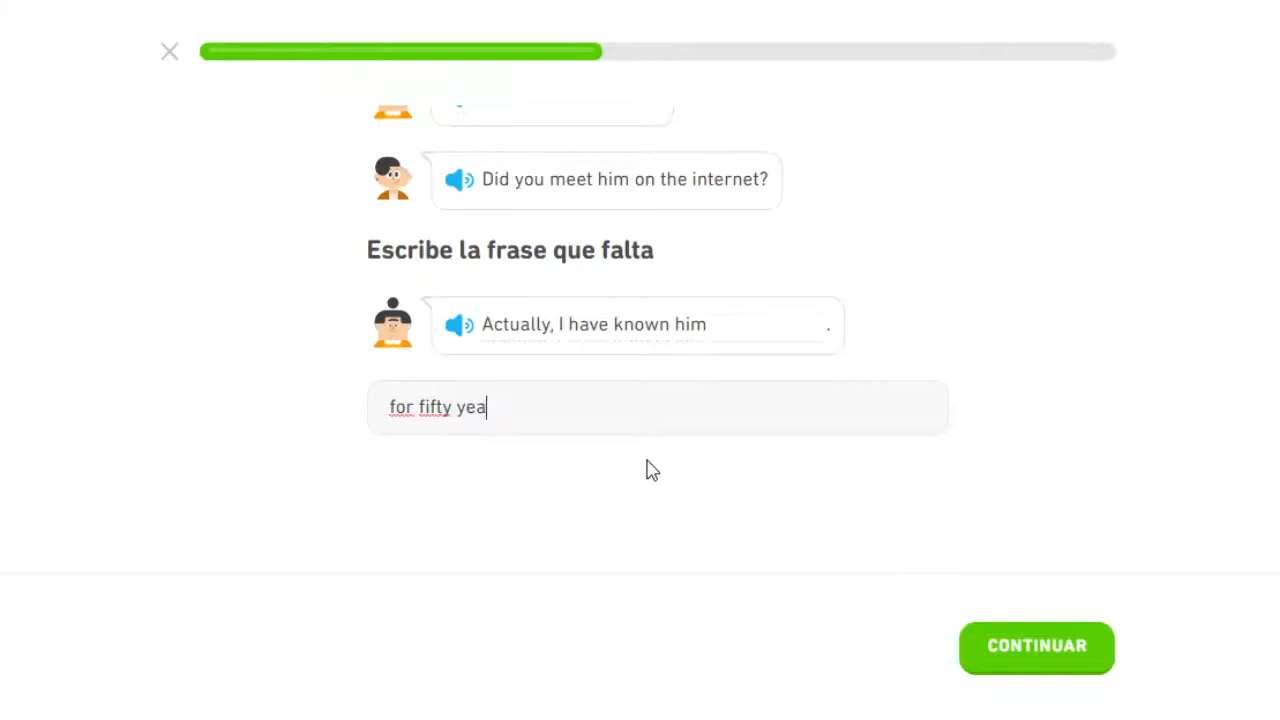 Did you meet him on the internet?
Escribe la frase que falta
Actually, I have known him .
for fifty yea
CONTINUAR